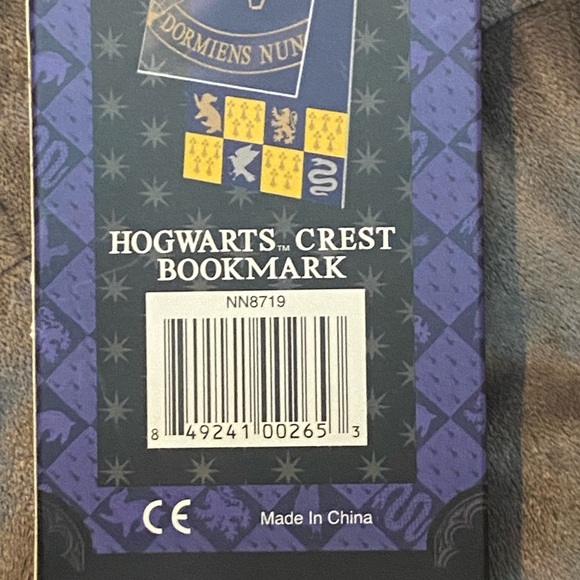 DORMIENS NUN
HOGWARTS™ CREST
BOOKMARK
NN8719
8 49241 00265 3
CE Made In China